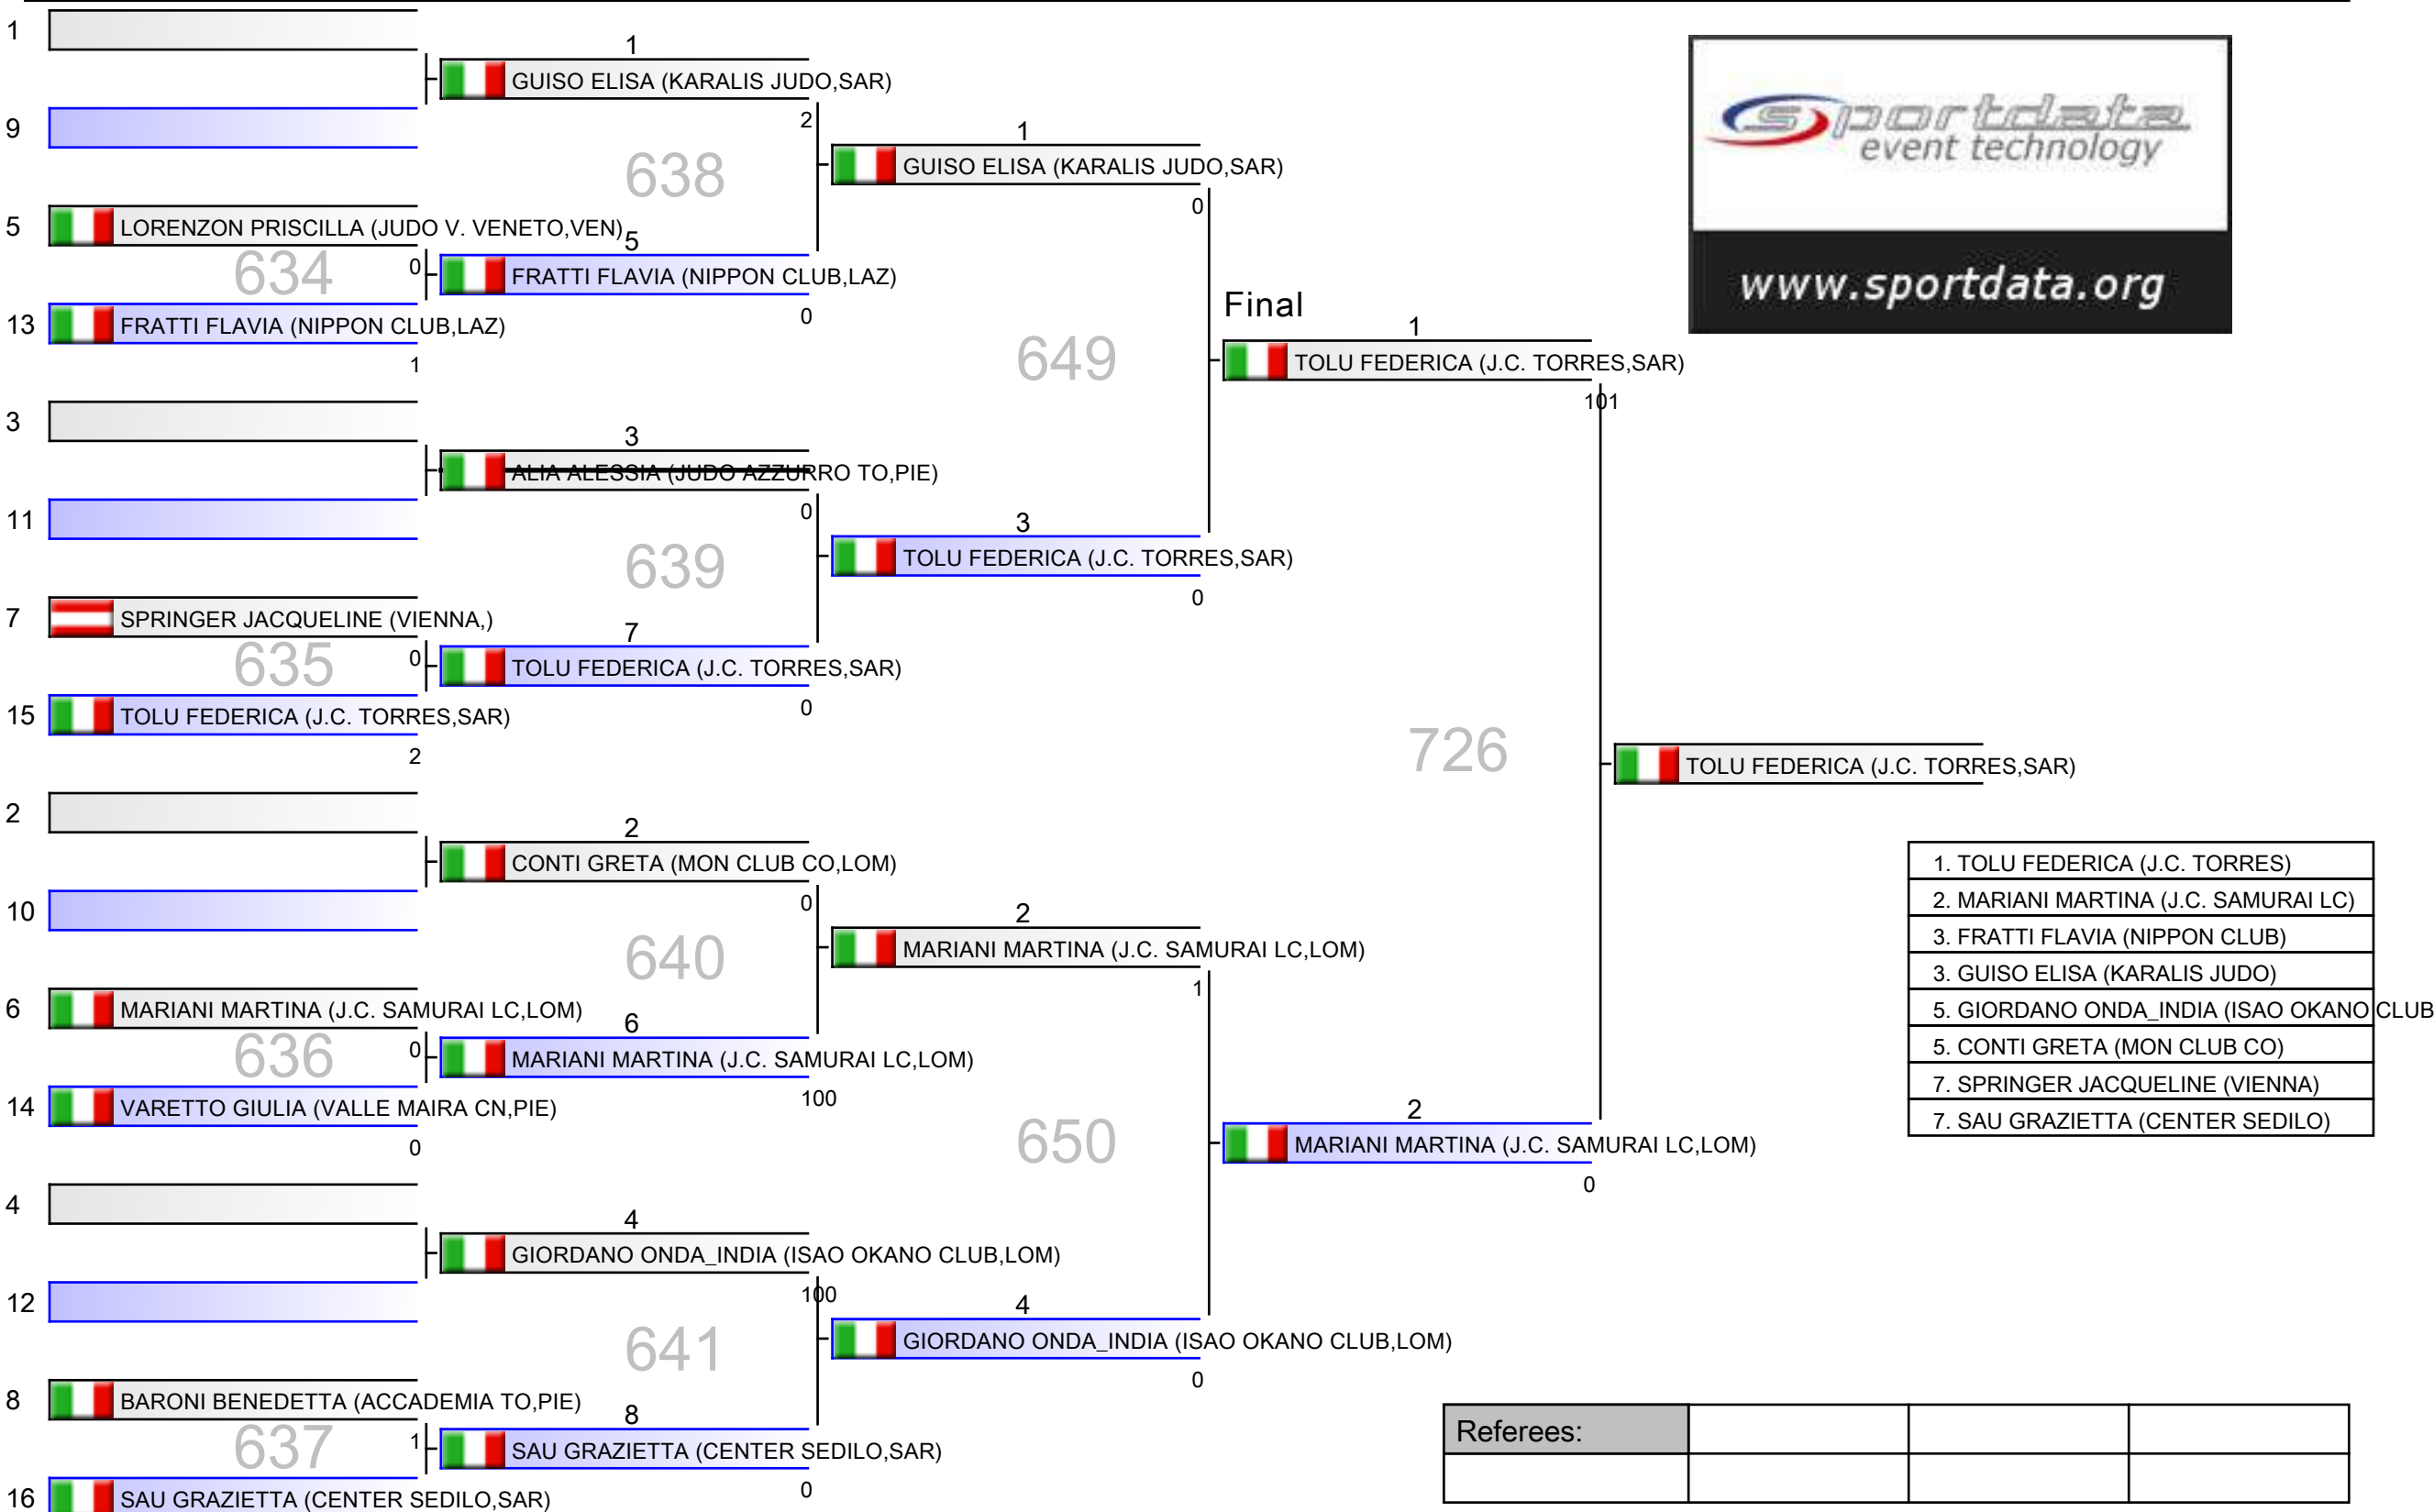 1
1
GUISO ELISA (KARALIS JUDO,SAR)
9
2
638
1
GUISO ELISA (KARALIS JUDO,SAR)
0
5
LORENZON PRISCILLA (JUDO V. VENETO,VEN)
634
0
5
FRATTI FLAVIA (NIPPON CLUB,LAZ)
0
13
FRATTI FLAVIA (NIPPON CLUB,LAZ)
1
649
Final
1
TOLU FEDERICA (J.C. TORRES,SAR)
101
3
3
ALIA ALESSIA (JUDO AZZURRO TO,PIE)
0
11
639
3
TOLU FEDERICA (J.C. TORRES,SAR)
0
7
SPRINGER JACQUELINE (VIENNA,)
635
0
7
TOLU FEDERICA (J.C. TORRES,SAR)
0
15
TOLU FEDERICA (J.C. TORRES,SAR)
2
726
TOLU FEDERICA (J.C. TORRES,SAR)
2
2
CONTI GRETA (MON CLUB CO,LOM)
0
10
640
2
MARIANI MARTINA (J.C. SAMURAI LC,LOM)
1
6
MARIANI MARTINA (J.C. SAMURAI LC,LOM)
636
0
6
MARIANI MARTINA (J.C. SAMURAI LC,LOM)
100
14
VARETTO GIULIA (VALLE MAIRA CN,PIE)
0
650
2
MARIANI MARTINA (J.C. SAMURAI LC,LOM)
0
4
4
GIORDANO ONDA_INDIA (ISAO OKANO CLUB,LOM)
100
12
641
4
GIORDANO ONDA_INDIA (ISAO OKANO CLUB,LOM)
0
8
BARONI BENEDETTA (ACCADEMIA TO,PIE)
637
1
8
SAU GRAZIETTA (CENTER SEDILO,SAR)
0
16
SAU GRAZIETTA (CENTER SEDILO,SAR)
sportdata
event technology
www.sportdata.org
1. TOLU FEDERICA (J.C. TORRES)
2. MARIANI MARTINA (J.C. SAMURAI LC)
3. FRATTI FLAVIA (NIPPON CLUB)
3. GUISO ELISA (KARALIS JUDO)
5. GIORDANO ONDA_INDIA (ISAO OKANO CLUB
5. CONTI GRETA (MON CLUB CO)
7. SPRINGER JACQUELINE (VIENNA)
7. SAU GRAZIETTA (CENTER SEDILO)
Referees: